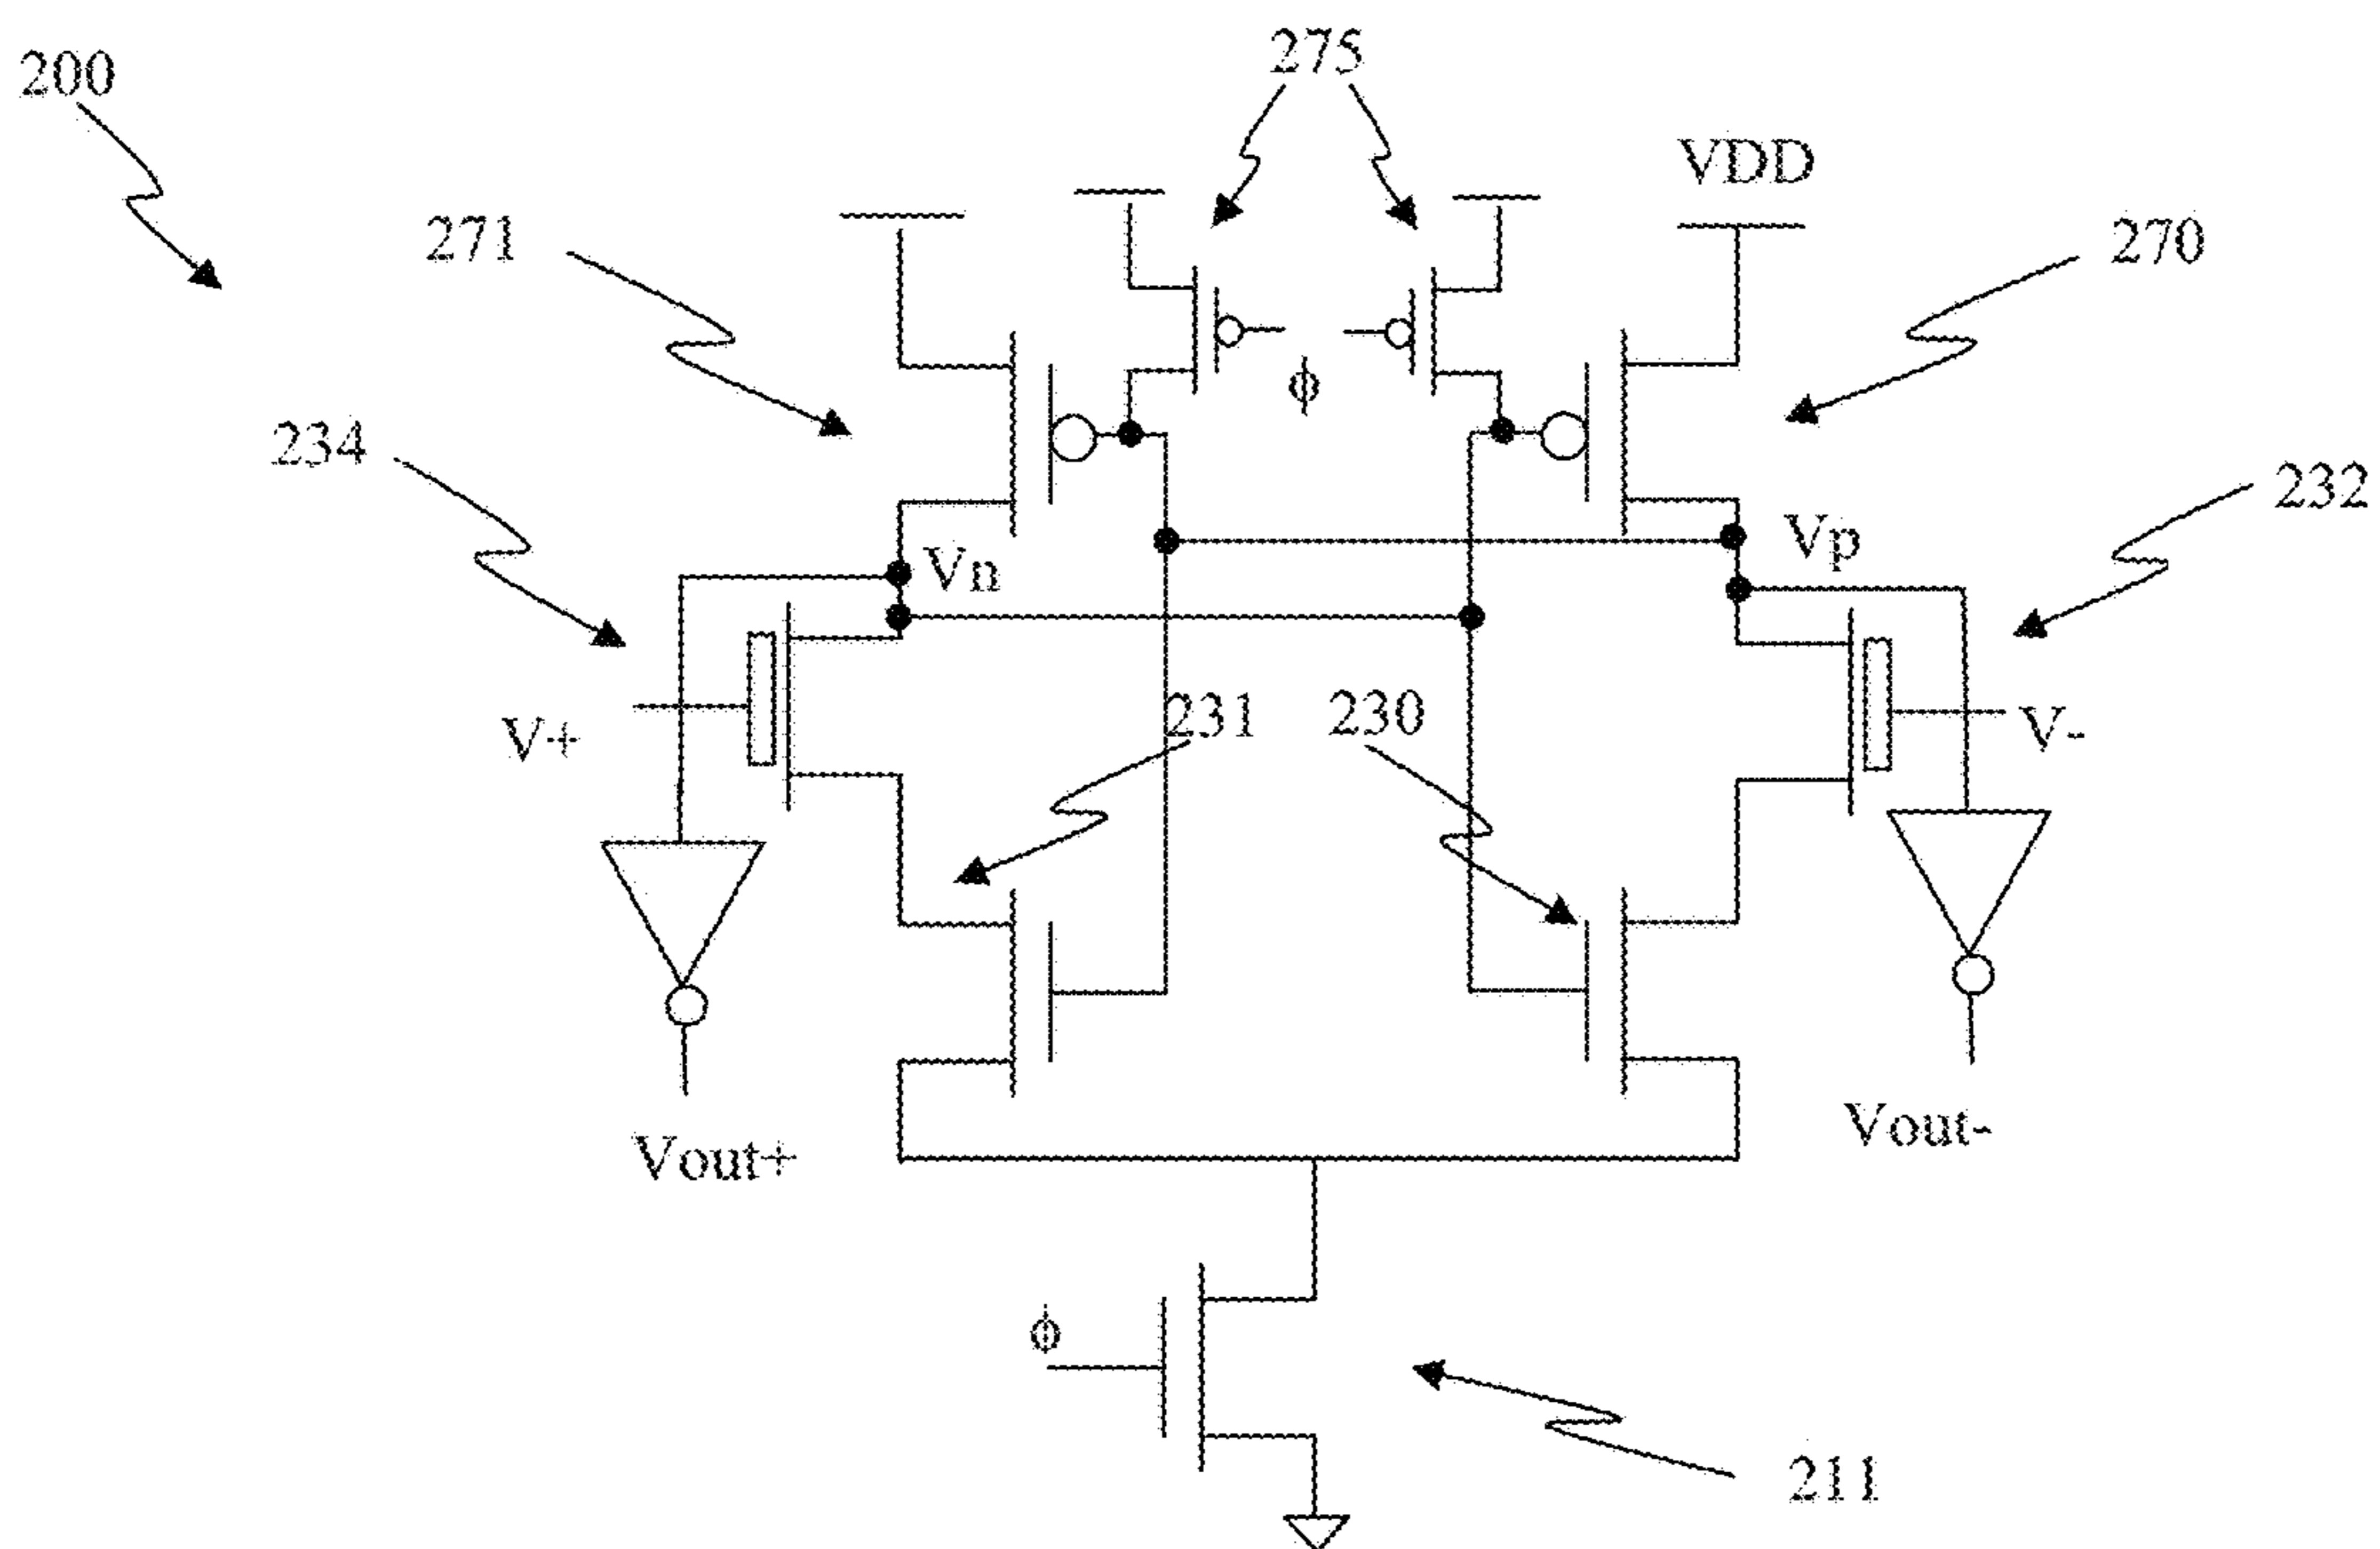 200
275
VDD
271
270
234
ϕ
232
Vn
Vp
231
230
V+
V-
Vout+
Vout-
ϕ
211